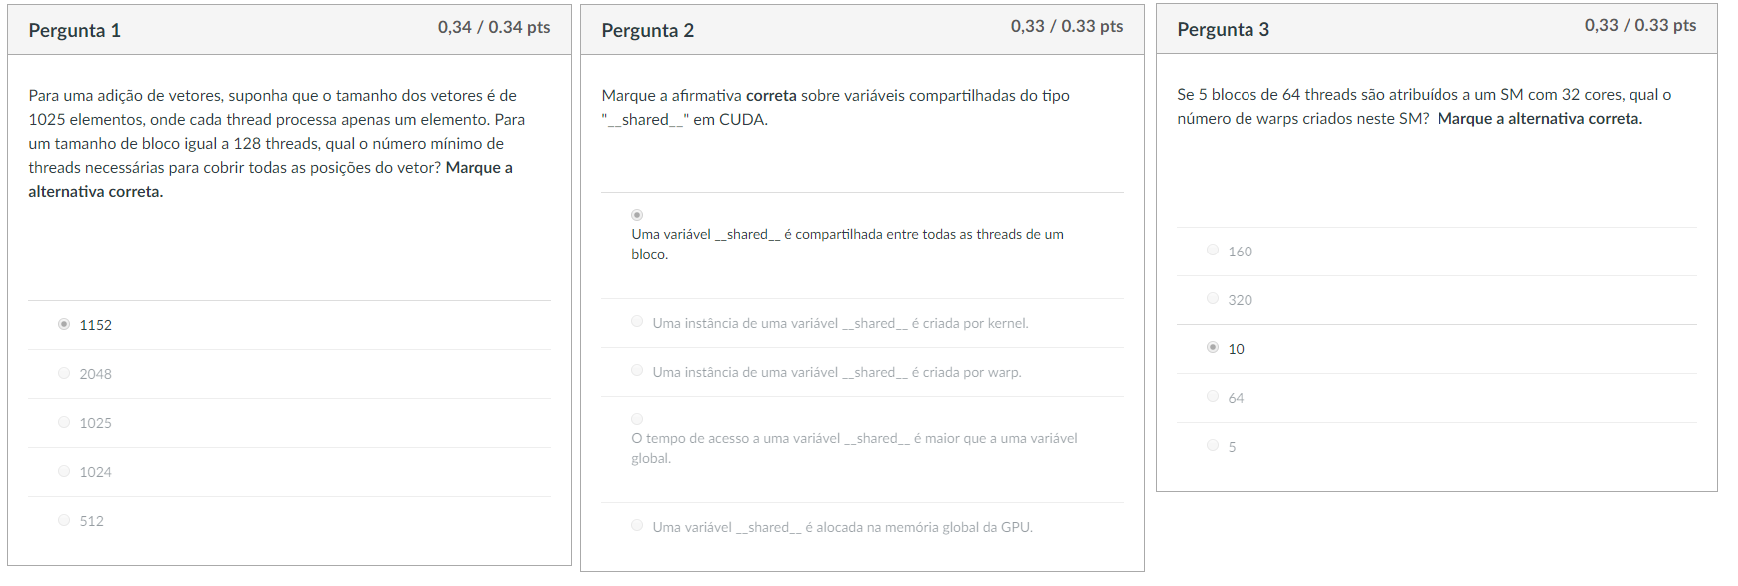 Pergunta 1
0,34 / 0.34 pts
Para uma adição de vetores, suponha que o tamanho dos vetores é de
1025 elementos, onde cada thread processa apenas um elemento. Para
um tamanho de bloco igual a 128 threads, qual o número mínimo de
threads necessárias para cobrir todas as posições do vetor? Marque a
alternativa correta.
1152
2048
1025
1024
512
Pergunta 2
0,33 / 0.33 pts
Marque a afirmativa correta sobre variáveis compartilhadas do tipo
"__shared__" em CUDA.
Uma variável __shared__ é compartilhada entre todas as threads de um
bloco.
Uma instância de uma variável __shared__ é criada por kernel.
Uma instância de uma variável __shared__ é criada por warp.
O tempo de acesso a uma variável __shared__ é maior que a uma variável
global.
Uma variável __shared__ é alocada na memória global da GPU.
Pergunta 3
0,33 / 0.33 pts
Se 5 blocos de 64 threads são atribuídos a um SM com 32 cores, qual o
número de warps criados neste SM? Marque a alternativa correta.
160
320
10
64
5